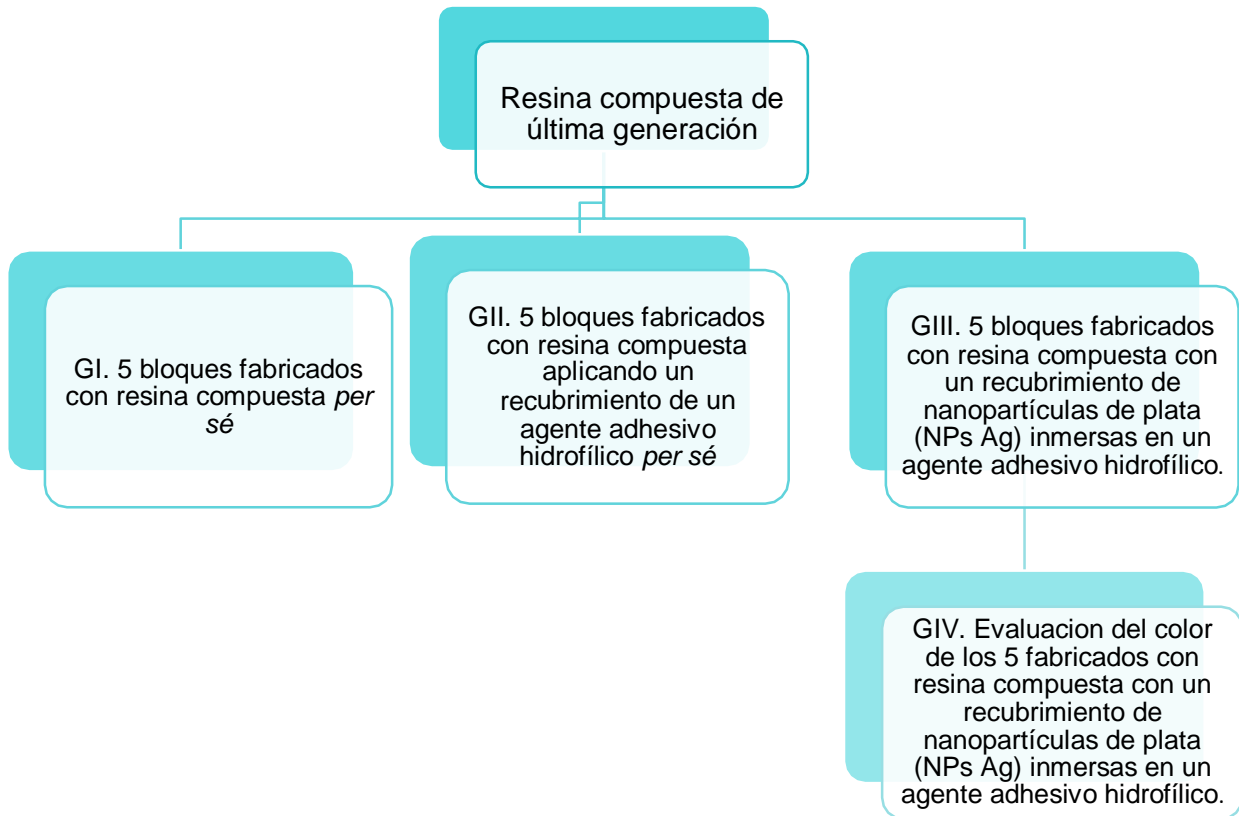 Resina compuesta de
última generación
GI. 5 bloques fabricados
con resina compuesta per
sé
GII. 5 bloques fabricados
con resina compuesta
aplicando un
recubrimiento de un
agente adhesivo
hidrofílico per sé
GIII. 5 bloques fabricados
con resina compuesta con
un recubrimiento de
nanopartículas de plata
(NPs Ag) inmersas en un
agente adhesivo hidrofílico.
GIV. Evaluacion del color
de los 5 fabricados con
resina compuesta con un
recubrimiento de
nanopartículas de plata
(NPs Ag) inmersas en un
agente adhesivo hidrofílico.